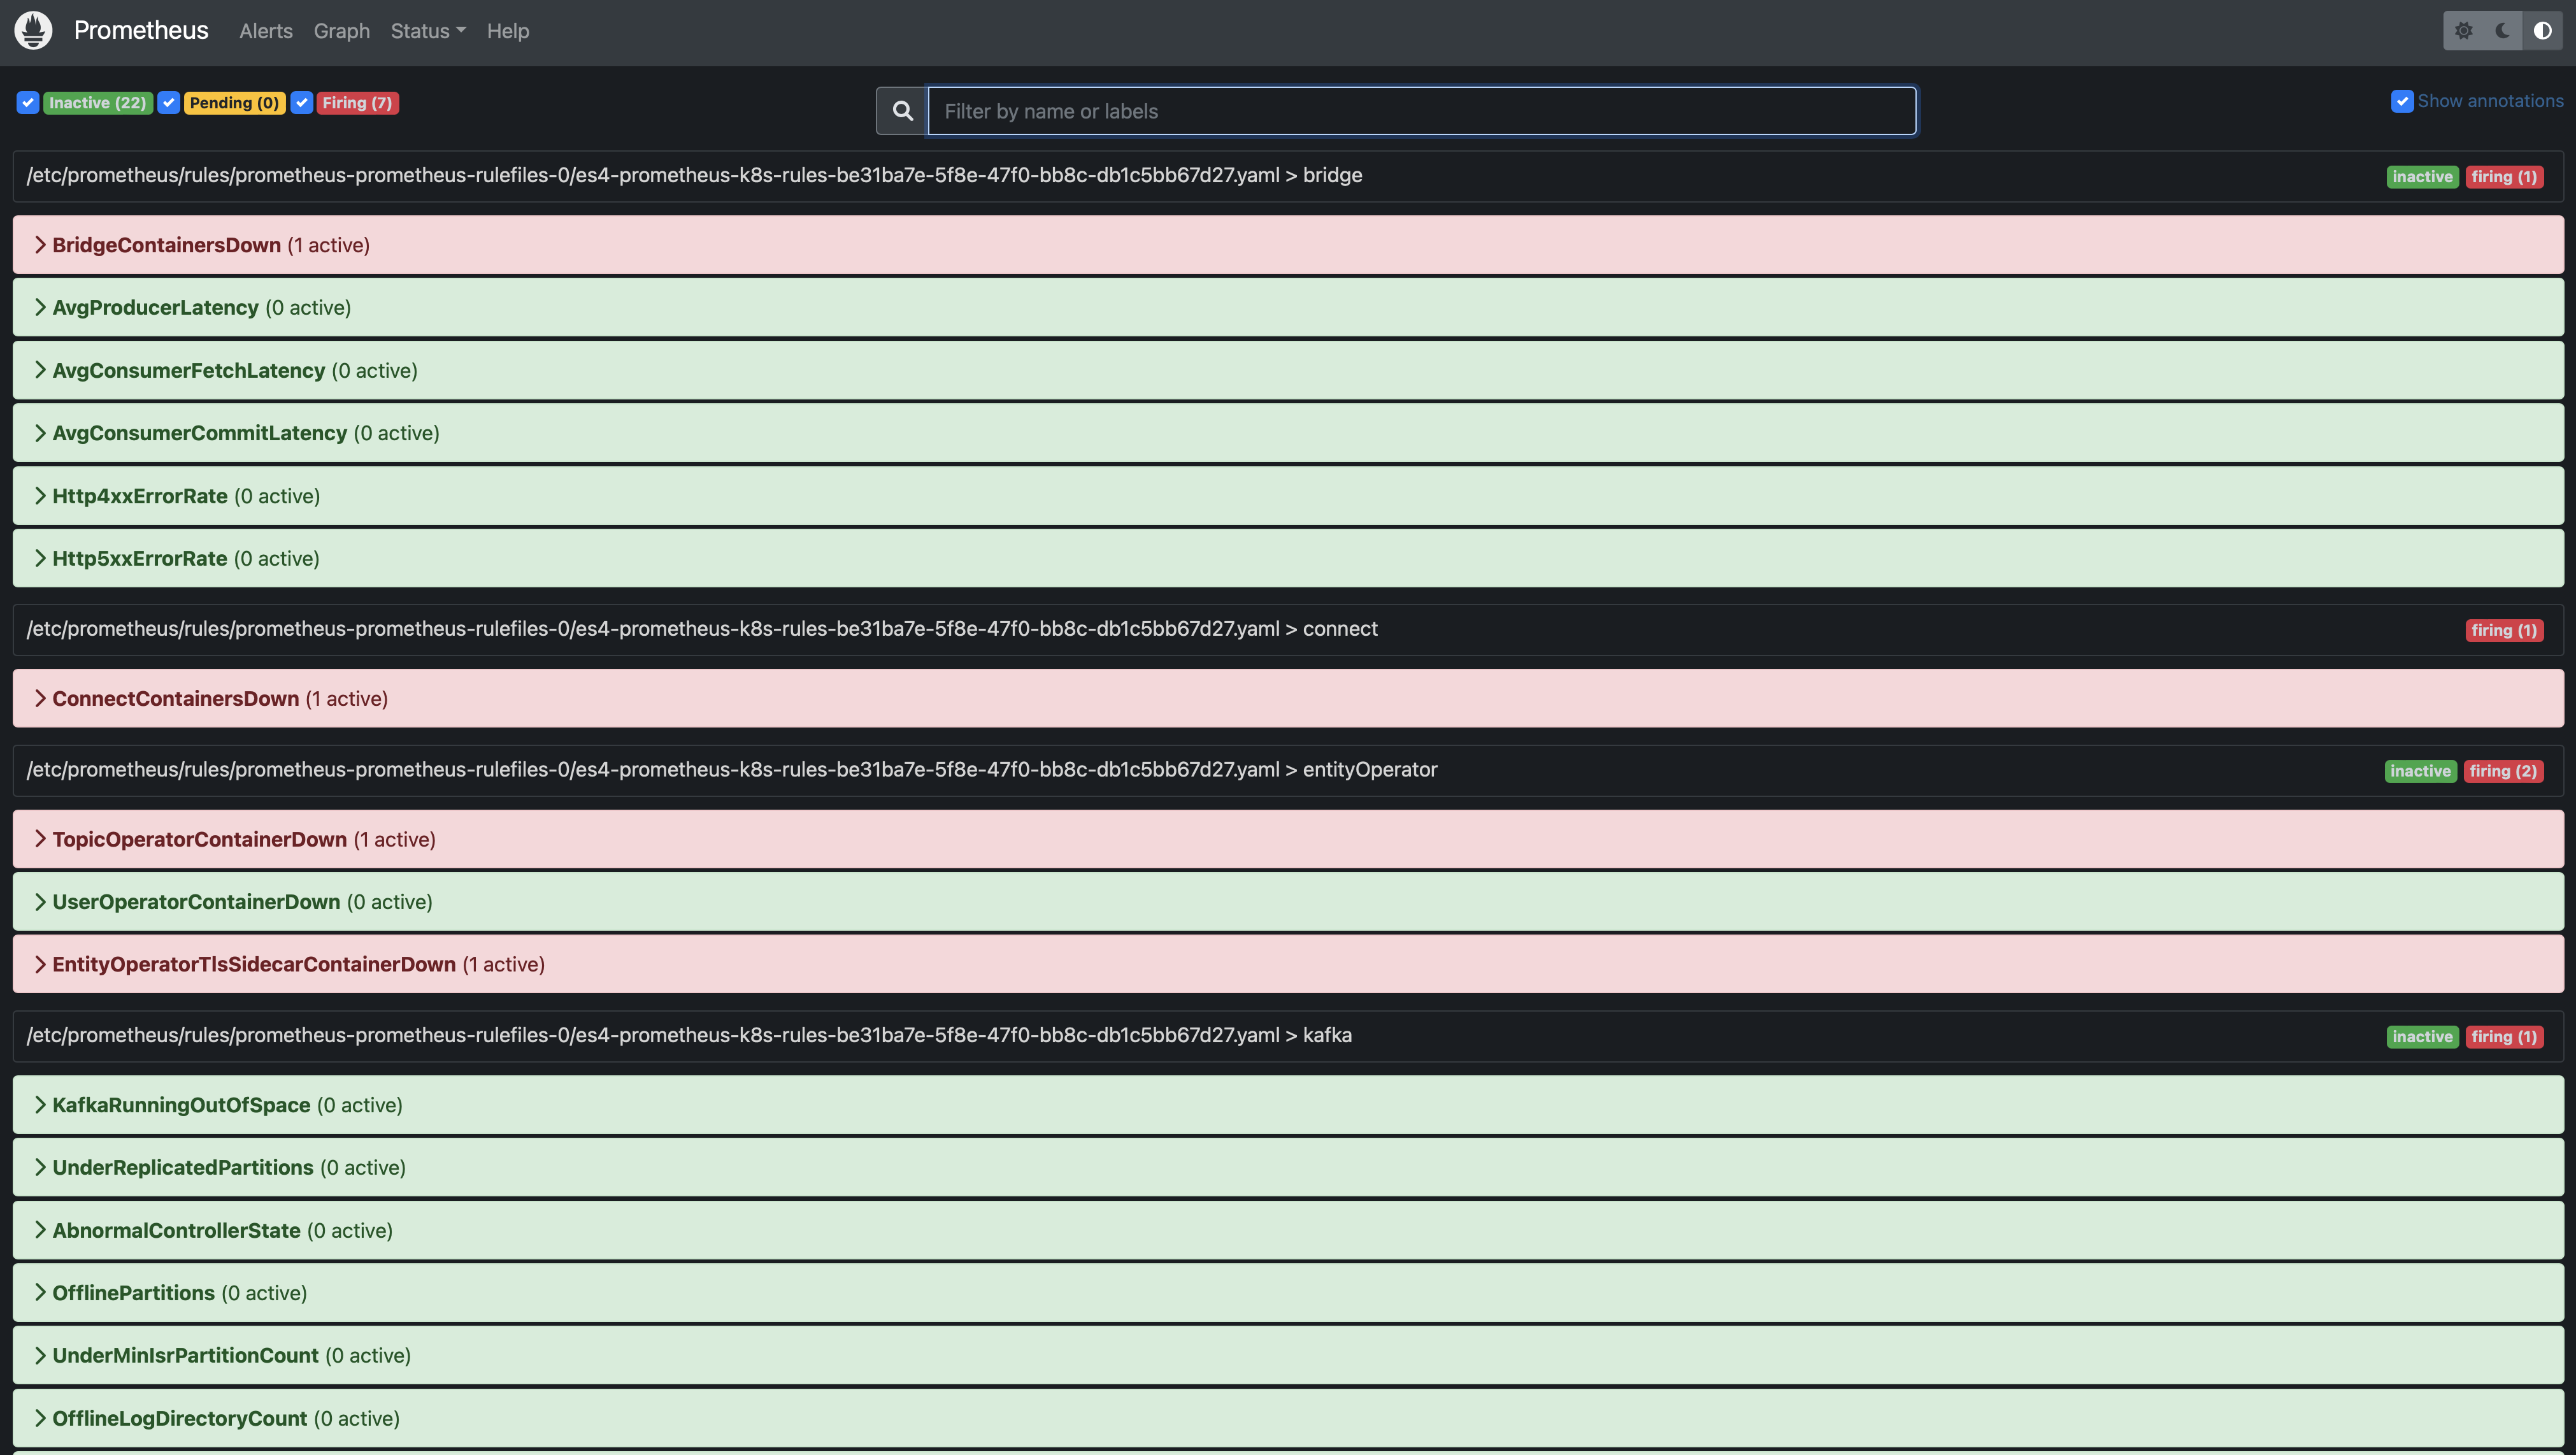 Prometheus Alerts Graph Status Help
Inactive (22) Pending (0) Firing (7)
Filter by name or labels
Show annotations
/etc/prometheus/rules/prometheus-prometheus-rulefiles-0/es4-prometheus-k8s-rules-be31ba7e-5f8e-47f0-bb8c-db1c5bb67d27.yaml > bridge
inactive firing (1)
BridgeContainersDown (1 active)
AvgProducerLatency (0 active)
AvgConsumerFetchLatency (0 active)
AvgConsumerCommitLatency (0 active)
Http4xxErrorRate (0 active)
Http5xxErrorRate (0 active)
/etc/prometheus/rules/prometheus-prometheus-rulefiles-0/es4-prometheus-k8s-rules-be31ba7e-5f8e-47f0-bb8c-db1c5bb67d27.yaml > connect
firing (1)
ConnectContainersDown (1 active)
/etc/prometheus/rules/prometheus-prometheus-rulefiles-0/es4-prometheus-k8s-rules-be31ba7e-5f8e-47f0-bb8c-db1c5bb67d27.yaml > entityOperator
inactive firing (2)
TopicOperatorContainerDown (1 active)
UserOperatorContainerDown (0 active)
EntityOperatorTlsSidecarContainerDown (1 active)
/etc/prometheus/rules/prometheus-prometheus-rulefiles-0/es4-prometheus-k8s-rules-be31ba7e-5f8e-47f0-bb8c-db1c5bb67d27.yaml > kafka
inactive firing (1)
KafkaRunningOutOfSpace (0 active)
UnderReplicatedPartitions (0 active)
AbnormalControllerState (0 active)
OfflinePartitions (0 active)
UnderMinIsrPartitionCount (0 active)
OfflineLogDirectoryCount (0 active)